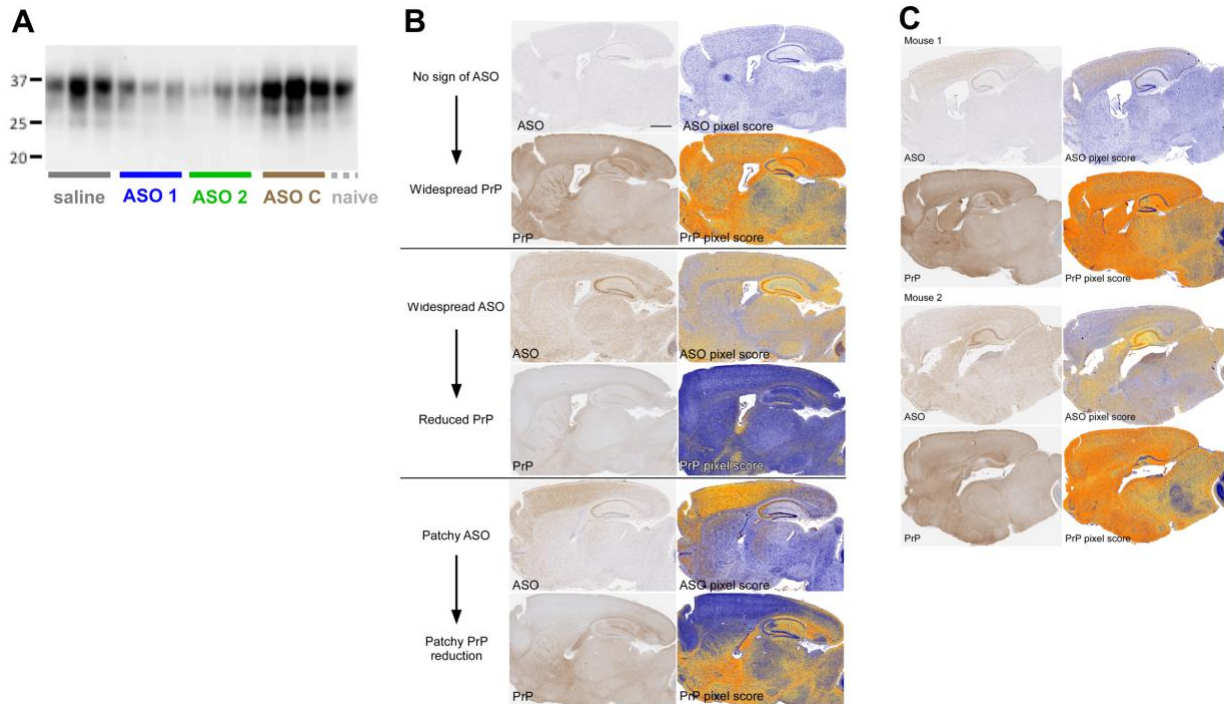 A
37
25
20
saline ASO 1 ASO 2 ASO C naive
B
No sign of ASO
Widespread PrP
ASO
ASO pixel score
PrP
PrP pixel score
Widespread ASO
Reduced PrP
ASO
ASO pixel score
PrP
PrP pixel score
Patchy ASO
Patchy PrP
reduction
ASO
ASO pixel score
PrP
PrP pixel score
C
Mouse 1
ASO
ASO pixel score
PrP
PrP pixel score
Mouse 2
ASO
ASO pixel score
PrP
PrP pixel score